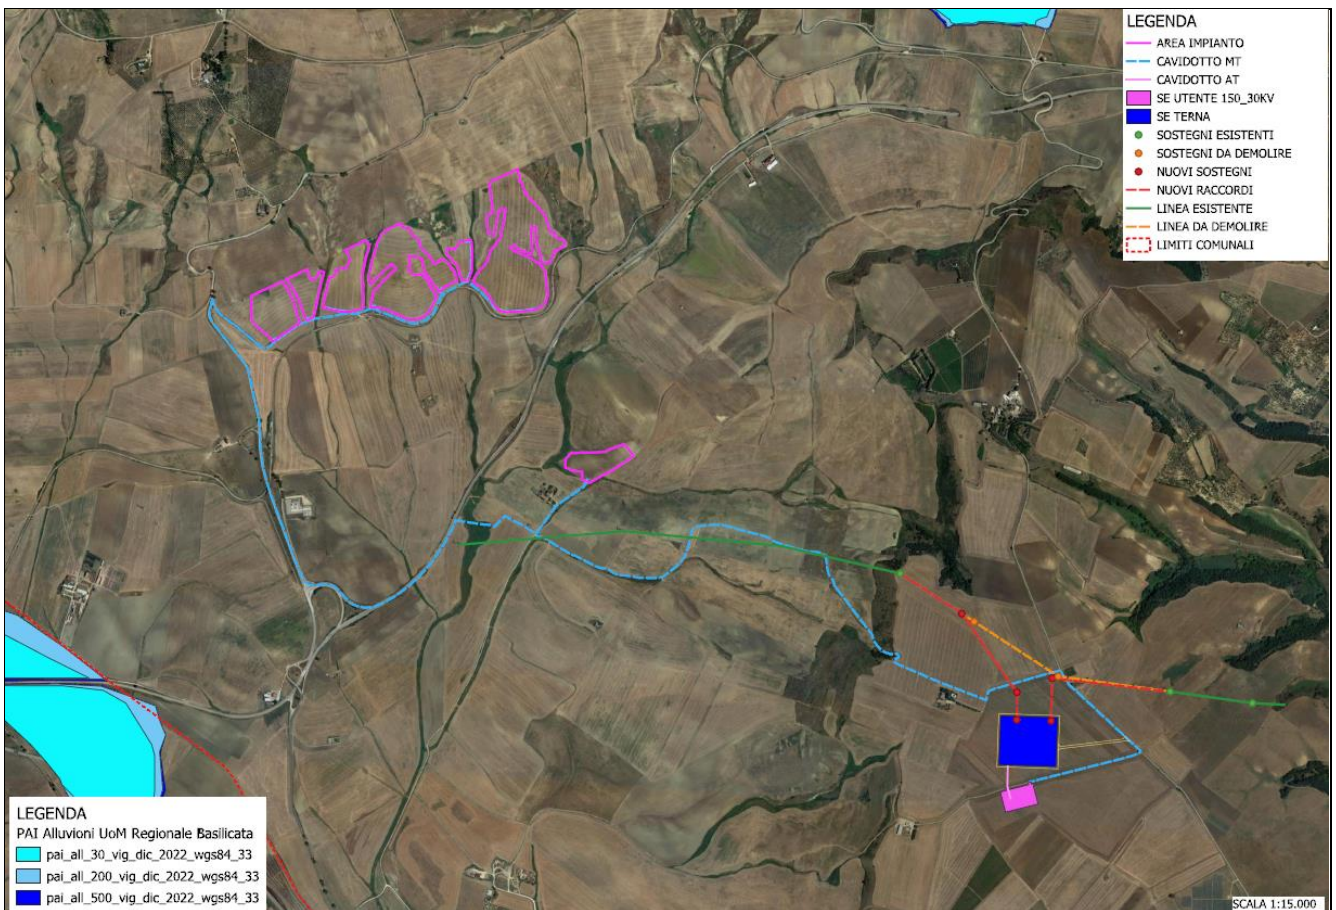 LEGENDA
AREA IMPIANTO
CAVIDOTTO MT
CAVIDOTTO AT
SE UTENTE 150_30KV
SE TERNA
SOSTEGNI ESISTENTI
SOSTEGNI DA DEMOLIRE
NUOVI SOSTEGNI
NUOVI RACCORDI
LINEA ESISTENTE
LINEA DA DEMOLIRE
LIMITI COMUNALI
LEGENDA
PAI Alluvioni UoM Regionale Basilicata
pai_all_30_vig_dic_2022_wgs84_33
pai_all_200_vig_dic_2022_wgs84_33
pai_all_500_vig_dic_2022_wgs84_33
SCALA 1:15.000